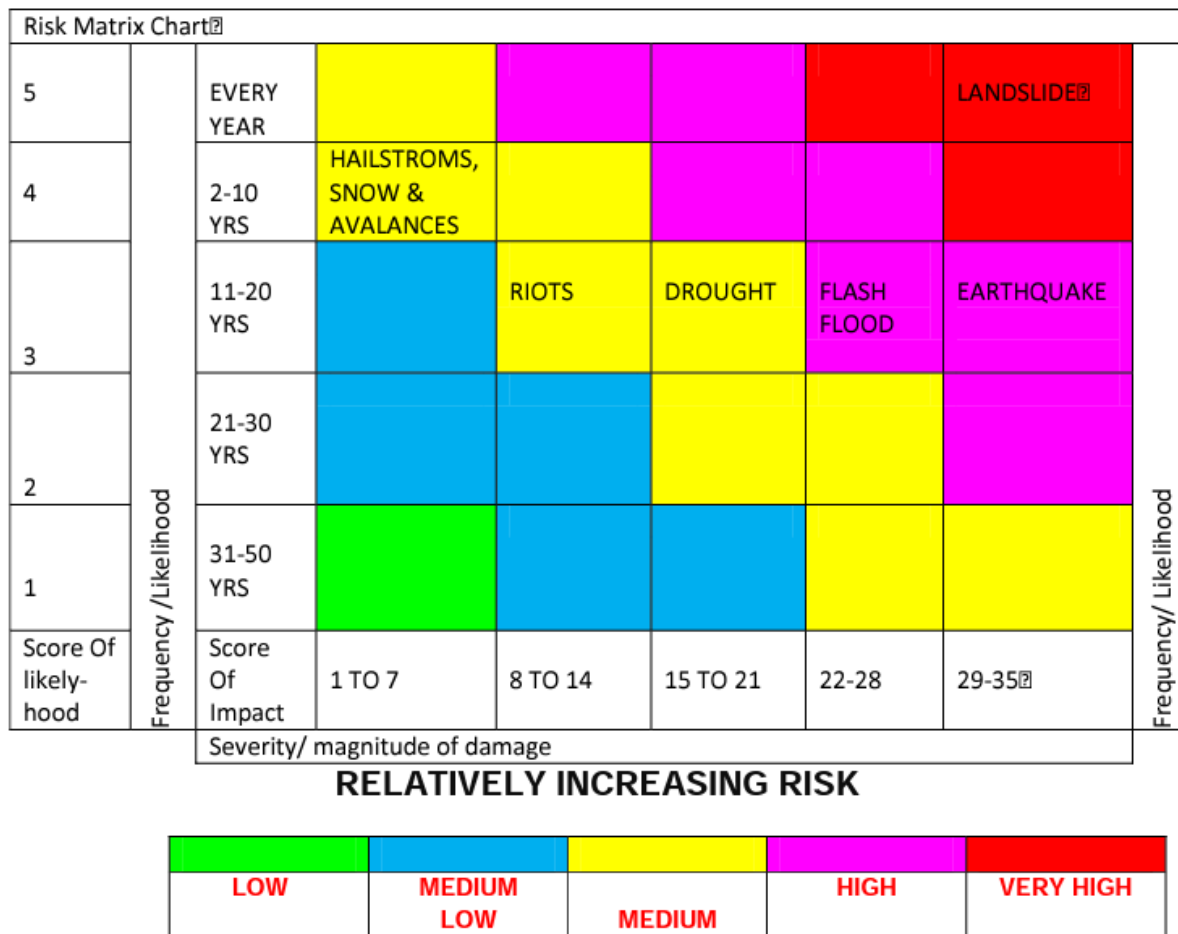 Risk Matrix Chart
5
EVERY
YEAR
LANDSLIDE
4
2-10
YRS
HAILSTROMS,
SNOW &
AVALANCES
3
11-20
YRS
RIOTS
DROUGHT
FLASH
FLOOD
EARTHQUAKE
2
21-30
YRS
1
31-50
YRS
Frequency /Likelihood
Frequency/ Likelihood
Score Of
likely-
hood
Score
Of
Impact
1 TO 7
8 TO 14
15 TO 21
22-28
29-35
Severity/ magnitude of damage
RELATIVELY INCREASING RISK
LOW
MEDIUM
LOW
MEDIUM
HIGH
VERY HIGH